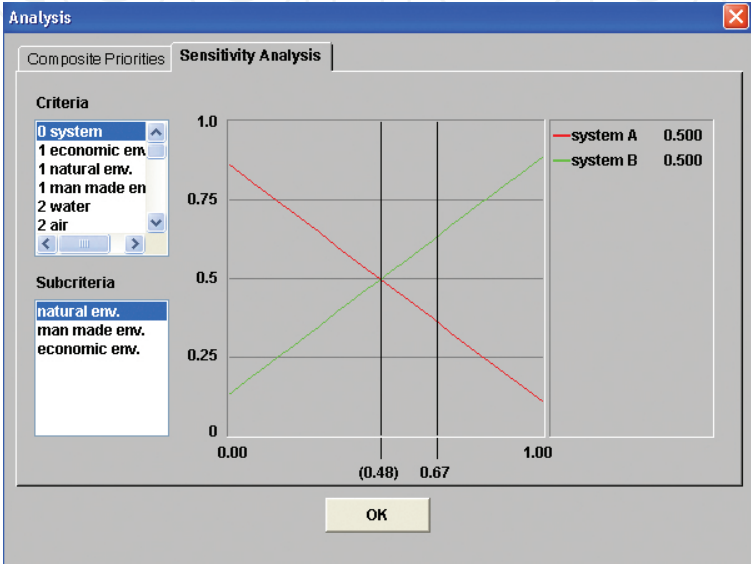 Analysis
Composite Priorities
Sensitivity Analysis
Criteria
0 system
1 economic env.
1 natural env.
1 man made en
2 water
2 air
Subcriteria
natural env.
man made env.
economic env.
1.0
0.75
0.5
0.25
0
0.00
1.00
(0.48) 0.67
system A 0.500
system B 0.500
OK